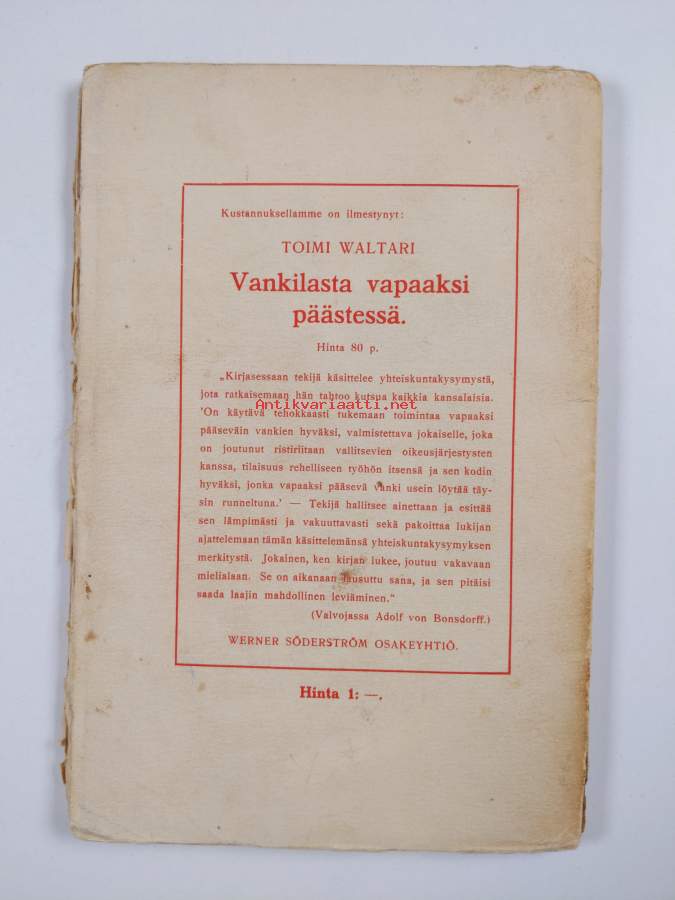 Kustannuksellamme on ilmestynyt:
TOIMI WALTARI
Vankilasta vapaaksi
päästessä.
Hinta 80 p.
„Kirjasessaan tekijä käsittelee yhteiskuntakysymystä,
jota ratkaisemaan hän tahtoo kutsua kaikkia kansalaisia.
Antikvariaatti.net
'On käytävä tehokkaasti tukemaan toimintaa vapaaksi
pääseväin vankien hyväksi, valmistettava jokaiselle, joka
on joutunut ristiriitaan vallitsevien oikeusjärjestysten
kanssa, tilaisuus rehelliseen työhön itsensä ja sen kodin
hyväksi, jonka vapaaksi pääsevä vanki usein löytää täy-
sin runneltuna.' — Tekijä hallitsee ainettaan ja esittää
sen lämpimästi ja vakuuttavasti sekä pakoittaa lukijan
ajattelemaan tämän käsittelemänsä yhteiskuntakysymyksen
merkitystä. Jokainen, ken kirjan lukee, joutuu vakavaan
mielialaan. Se on aikanaan lausuttu sana, ja sen pitäisi
saada laajin mahdollinen leviäminen.“
(Valvojassa Adolf von Bonsdorff.)
WERNER SÖDERSTRÖM OSAKEYHTIÖ.
Hinta 1: —.